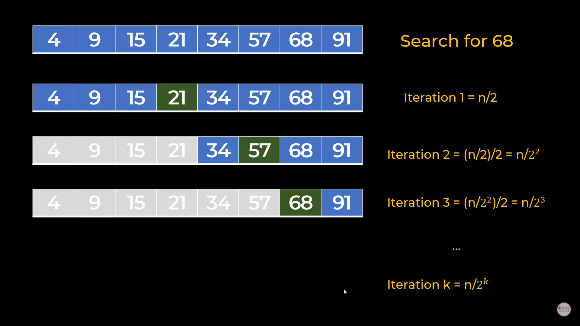 4 9 15 21 34 57 68 91
Search for 68
4 9 15 21 34 57 68 91
Iteration 1 = n/2
4 9 15 21 34 57 68 91
Iteration 2 = (n/2)/2 = n/2²
4 9 15 21 34 57 68 91
Iteration 3 = (n/2²)/2 = n/2³
...
Iteration k = n/2ᵏ